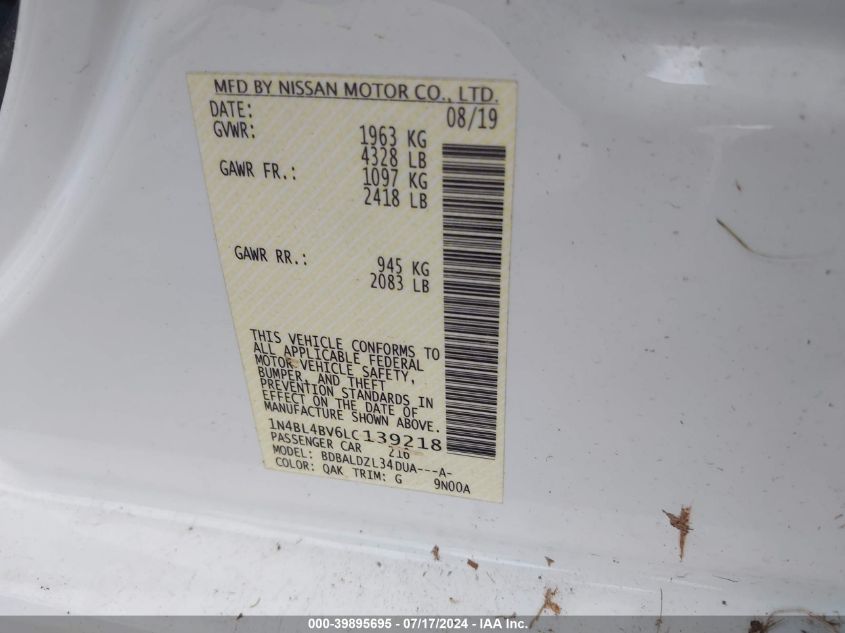 MFD BY NISSAN MOTOR CO., LTD.
DATE: 08/19
GVWR: 1963 KG
4328 LB
GAWR FR.: 1097 KG
2418 LB
GAWR RR.: 945 KG
2083 LB
THIS VEHICLE CONFORMS TO
ALL APPLICABLE FEDERAL
MOTOR VEHICLE SAFETY,
BUMPER, AND THEFT
PREVENTION STANDARDS IN
EFFECT ON THE DATE OF
MANUFACTURE SHOWN ABOVE.
1N4BL4BV6LC139218
PASSENGER CAR 216
MODEL: BDBALDZL34DUA---A-
COLOR: QAK TRIM: G 9N00A
000-39895695 - 07/17/2024 - IAA Inc.